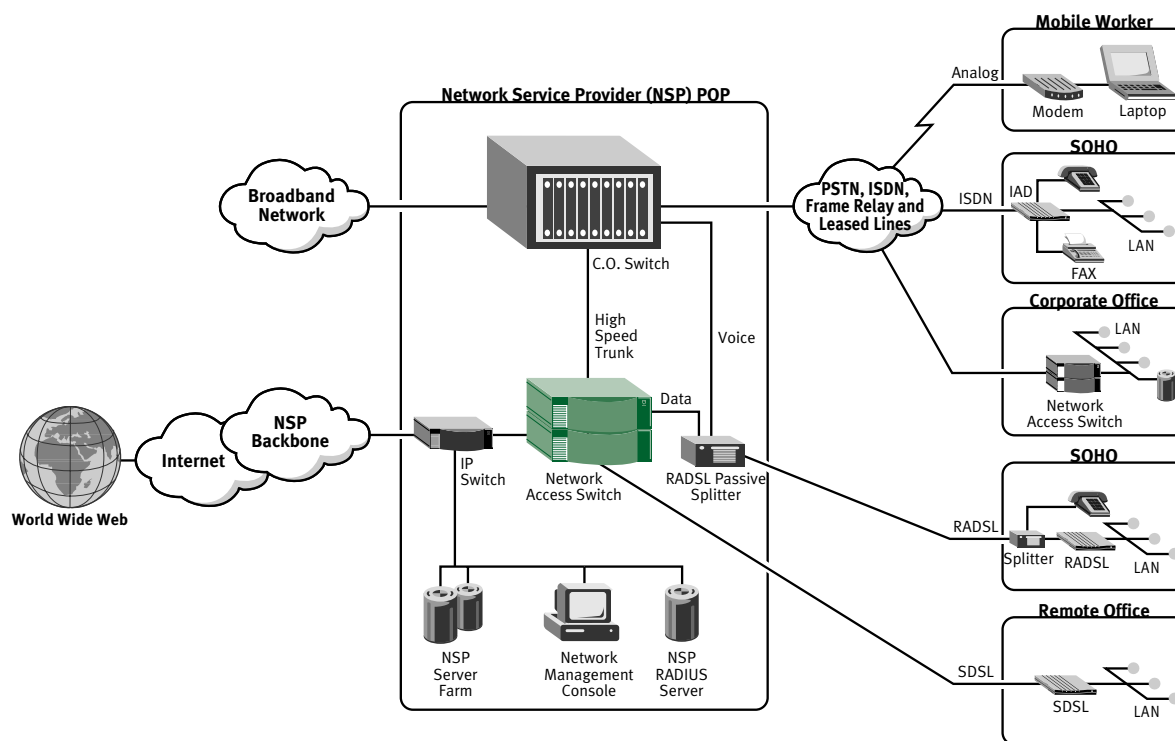 Mobile Worker
Analog
Modem
Laptop
Network Service Provider (NSP) POP
SOHO
Broadband
Network
PSTN, ISDN,
Frame Relay and
Leased Lines
ISDN
IAD
LAN
FAX
C.O. Switch
Corporate Office
High
Speed
Trunk
Voice
LAN
Network
Access Switch
Data
NSP
Backbone
Internet
IP
Switch
Network
Access Switch
RADSL Passive
Splitter
World Wide Web
SOHO
RADSL
Splitter
RADSL
LAN
Remote Office
NSP
Server
Farm
Network
Management
Console
NSP
RADIUS
Server
SDSL
SDSL
LAN